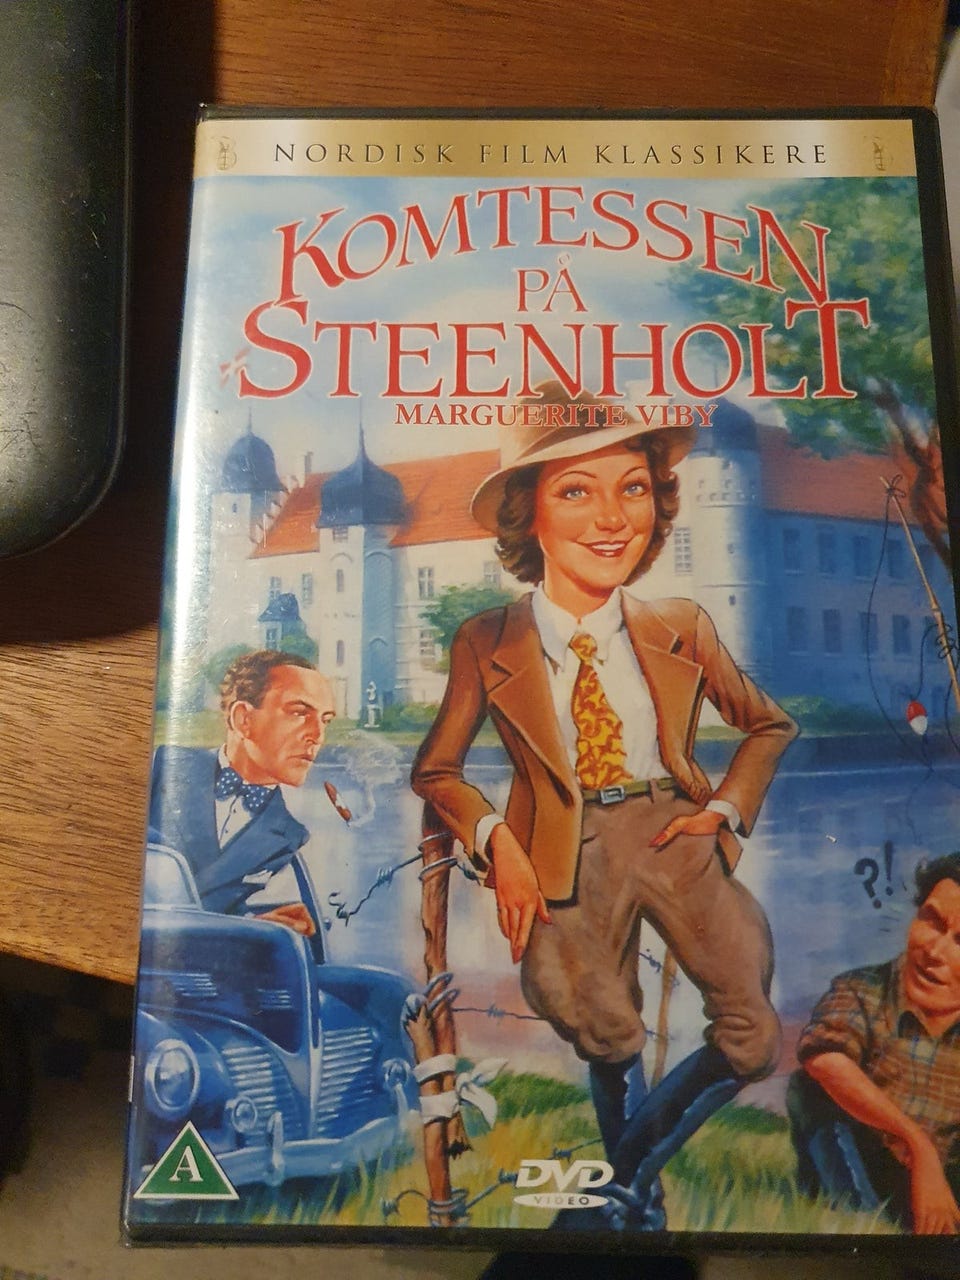 NORDISK FILM KLASSIKERE
KOMTESSEN
PÅ
STEENHOLT
MARGUERITE VIBY
?!
A
DVD
VIDEO